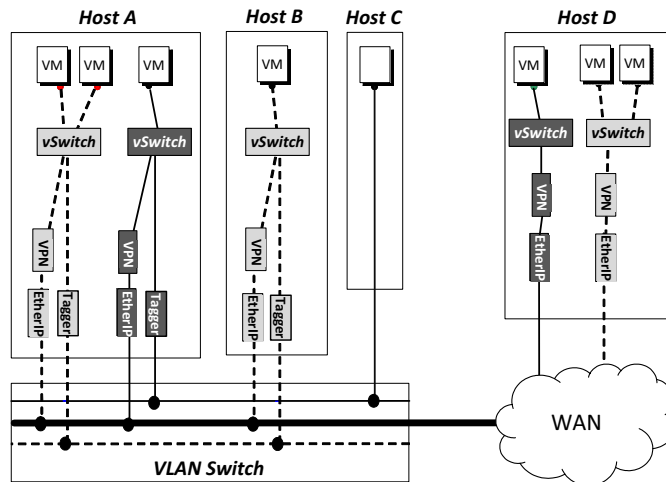 Host A
Host B
Host C
Host D
VM
VM
VM
VM
VM
VM
VM
vSwitch
vSwitch
vSwitch
vSwitch
vSwitch
VPN
VPN
VPN
VPN
VPN
EtherIP
EtherIP
EtherIP
Tagger
EtherIP
Tagger
EtherIP
Tagger
WAN
VLAN Switch